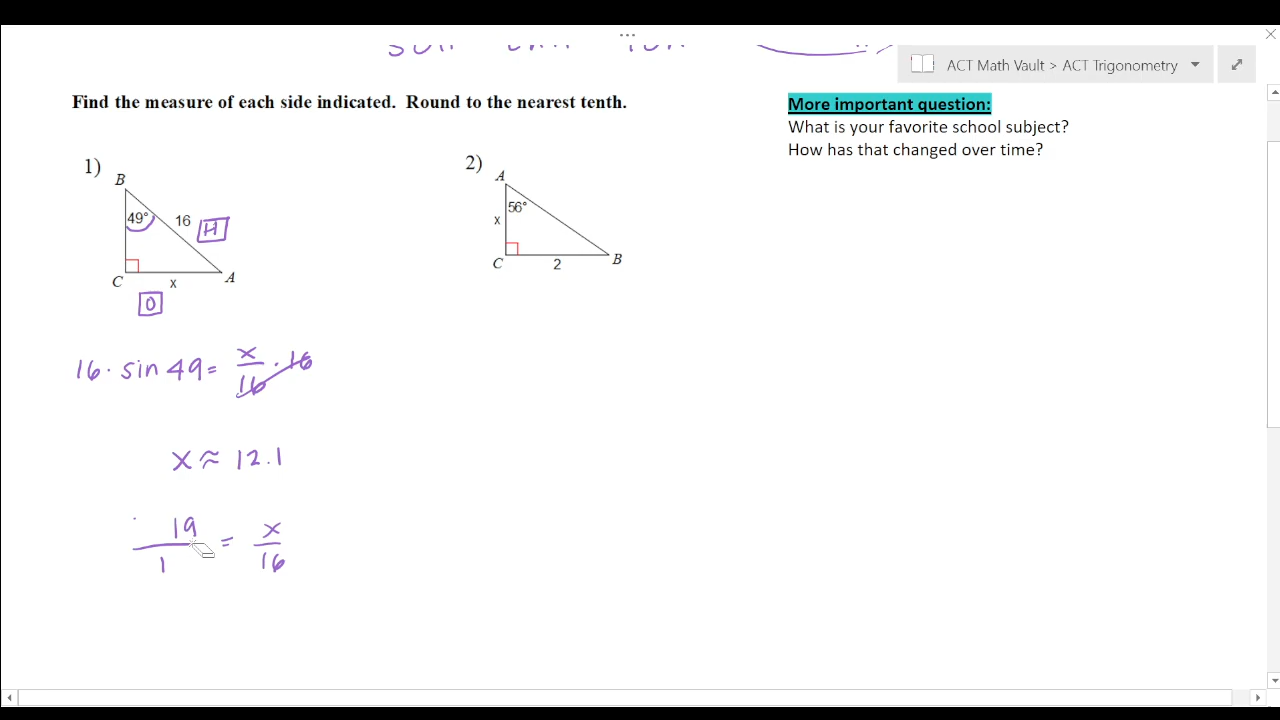 ACT Math Vault > ACT Trigonometry
Find the measure of each side indicated. Round to the nearest tenth.
More important question:
What is your favorite school subject?
How has that changed over time?
1)
B
49°
16
H
C
x
A
O
2)
A
56°
x
C
2
B
16 · sin 49 = x/16 · 16
x ≈ 12.1
19/1 = x/16